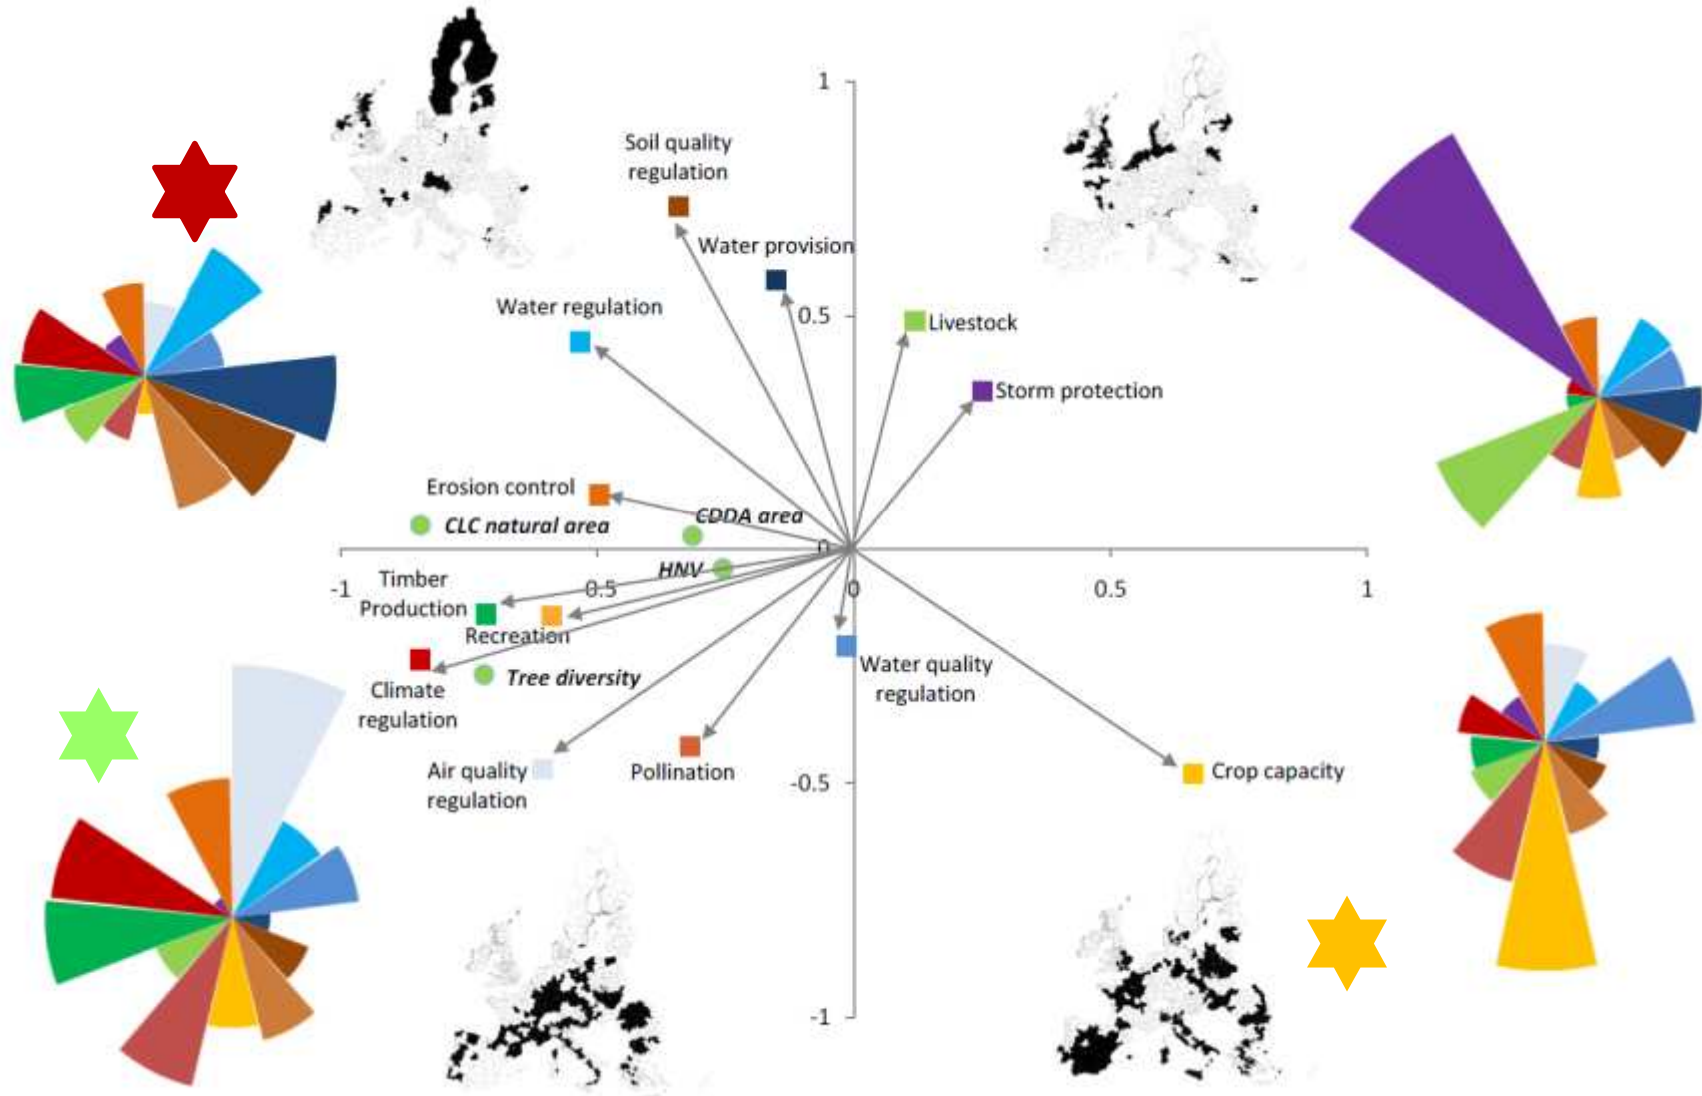 1
Soil quality
regulation
Water provision
Water regulation
0.5
Livestock
Storm protection
Erosion control
CDDA area
CLC natural area
0
HNV
-1
-0.5
0
0.5
1
Timber
Production
Recreation
Tree diversity
Climate
regulation
Water quality
regulation
Air quality
regulation
Pollination
-0.5
Crop capacity
-1